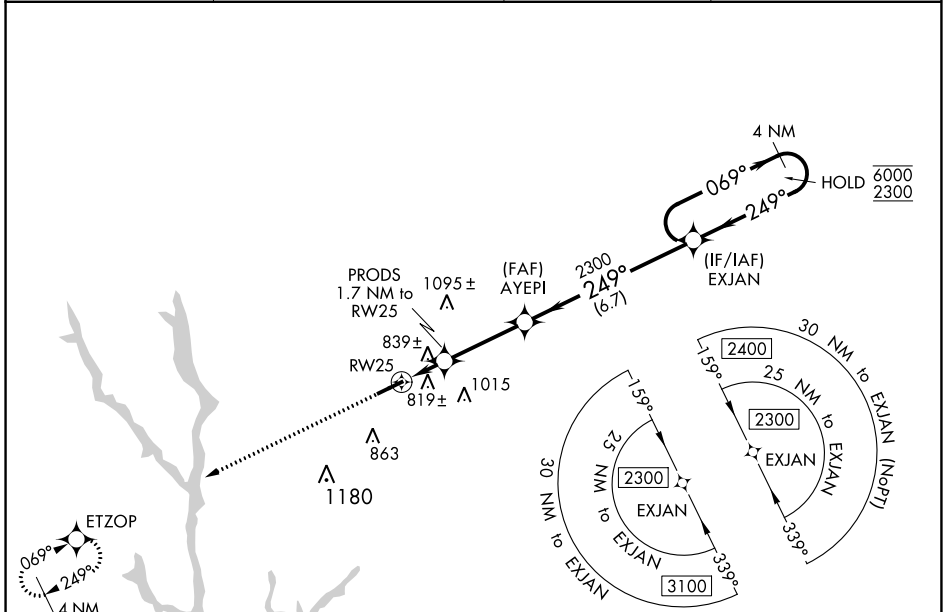 4 NM
069°
HOLD
6000
2300
249°
(IF/IAF)
EXJAN
(FAF)
AYEPI
2300
249°
(6.7)
PRODS
1.7 NM to
RW25
1095±
839±
RW25
819±
1015
863
1180
30 NM to EXJAN (NoPT)
2400
159°
25 NM to EXJAN
2300
EXJAN
339°
159°
25 NM to EXJAN
2300
EXJAN
30 NM to EXJAN
339°
3100
ETZOP
069°
249°
4 NM